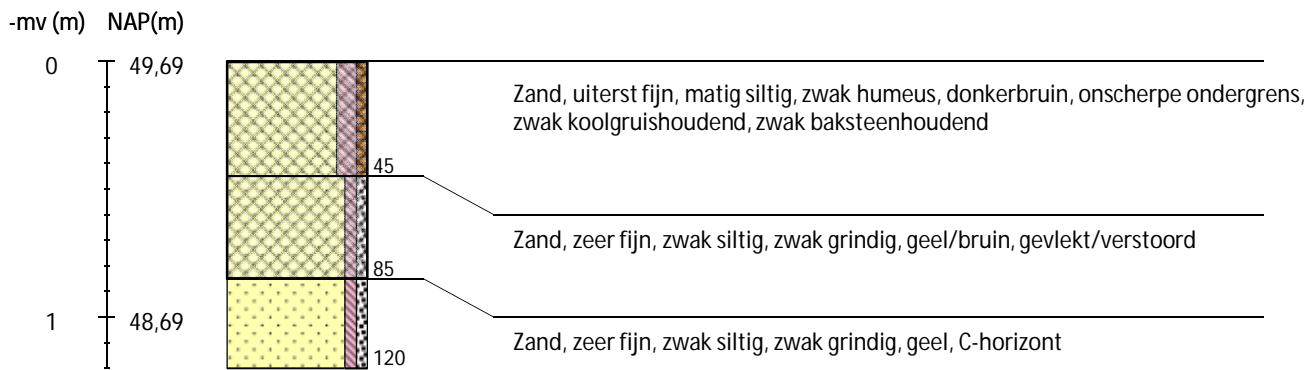 -mv (m) NAP(m)
0 49,69
Zand, uiterst fijn, matig siltig, zwak humeus, donkerbruin, onscherpe ondergrens,
zwak koolgruishoudend, zwak baksteenhoudend
45
Zand, zeer fijn, zwak siltig, zwak grindig, geel/bruin, gevlekt/verstoord
85
1 48,69
Zand, zeer fijn, zwak siltig, zwak grindig, geel, C-horizont
120